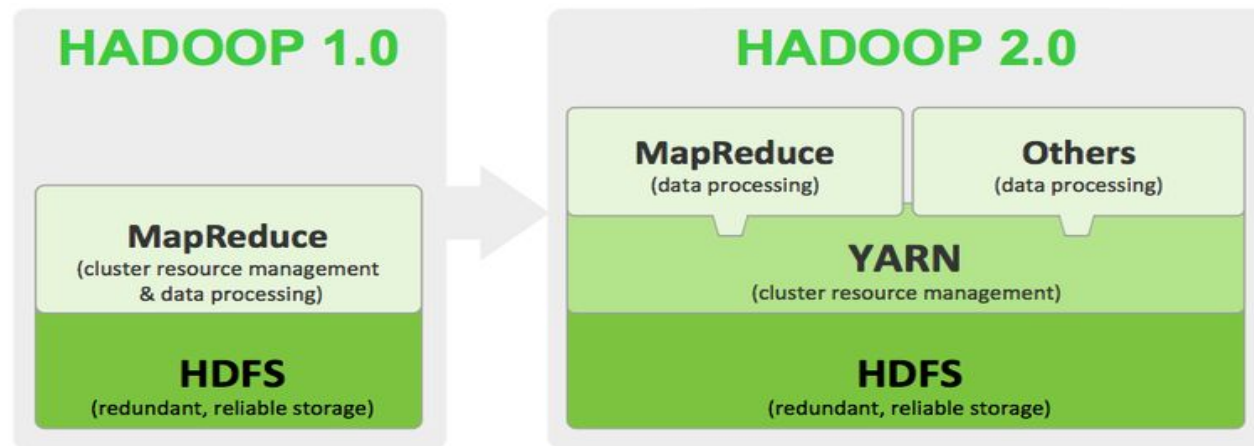 HADOOP 1.0
MapReduce
(cluster resource management
& data processing)
HDFS
(redundant, reliable storage)
HADOOP 2.0
MapReduce
(data processing)
Others
(data processing)
YARN
(cluster resource management)
HDFS
(redundant, reliable storage)